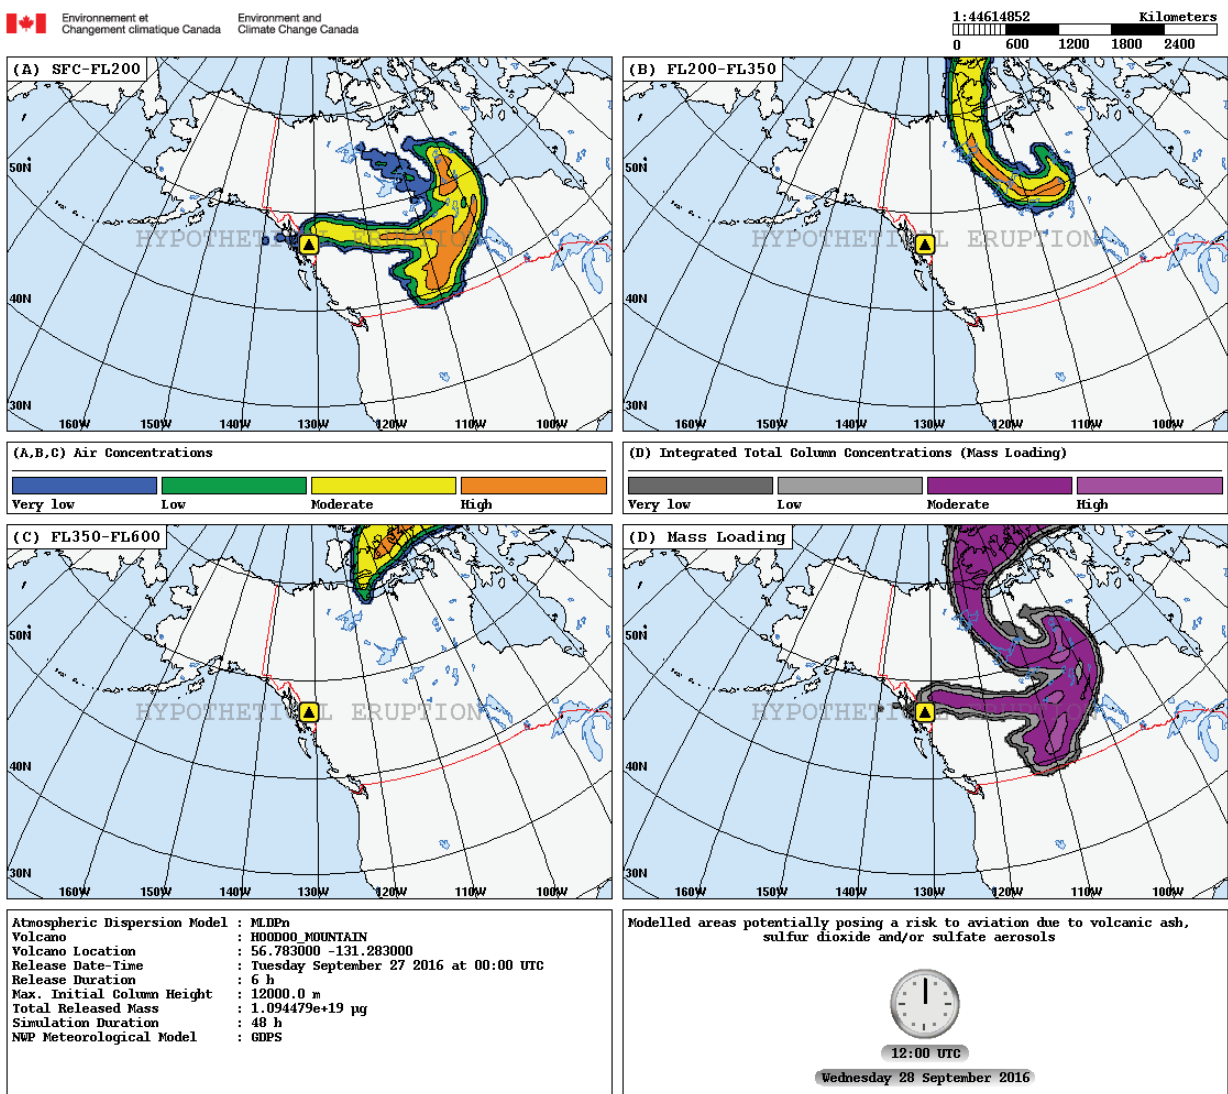 Environnement et
Changement climatique Canada
Environment and
Climate Change Canada
1:44614852 Kilometers
0 600 1200 1800 2400
(A) SFC-FL200
50N
40N
30N
160W 150W 140W 130W 120W 110W 100W
HYPOTHETICAL ERUPTION
(B) FL200-FL350
50N
40N
30N
160W 150W 140W 130W 120W 110W 100W
HYPOTHETICAL ERUPTION
(A,B,C) Air Concentrations
Very low Low Moderate High
(D) Integrated Total Column Concentrations (Mass Loading)
Very low Low Moderate High
(C) FL350-FL600
50N
40N
30N
160W 150W 140W 130W 120W 110W 100W
HYPOTHETICAL ERUPTION
(D) Mass Loading
50N
40N
30N
160W 150W 140W 130W 120W 110W 100W
HYPOTHETICAL ERUPTION
Atmospheric Dispersion Model : MLDPn
Volcano : HOODOO_MOUNTAIN
Volcano Location : 56.783000 -131.283000
Release Date-Time : Tuesday September 27 2016 at 00:00 UTC
Release Duration : 6 h
Max. Initial Column Height : 12000.0 m
Total Released Mass : 1.094479e+19 µg
Simulation Duration : 48 h
NWP Meteorological Model : GDPS
Modelled areas potentially posing a risk to aviation due to volcanic ash,
sulfur dioxide and/or sulfate aerosols
12:00 UTC
Wednesday 28 September 2016